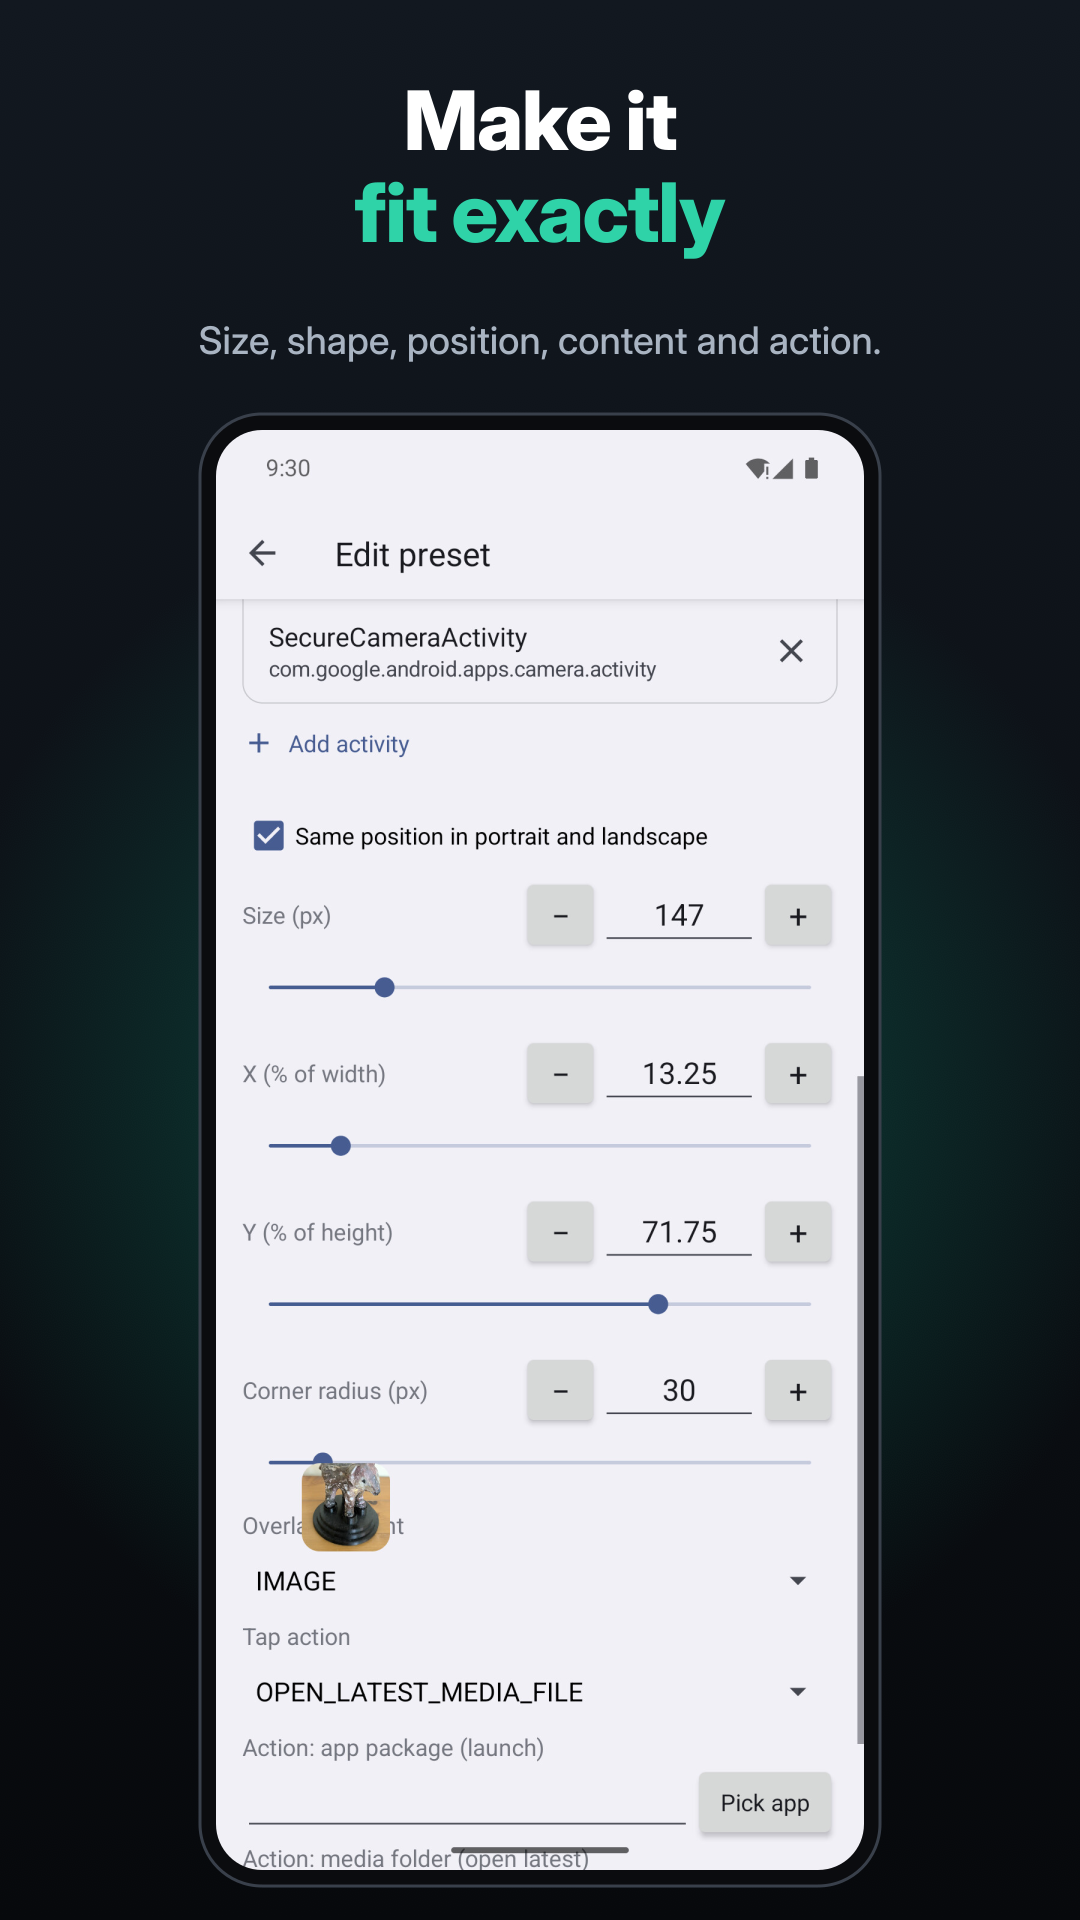 Make it
fit exactly
Size, shape, position, content and action.
9:30
Edit preset
SecureCameraActivity
com.google.android.apps.camera.activity
+ Add activity
Same position in portrait and landscape
Size (px) − 147 +
X (% of width) − 13.25 +
Y (% of height) − 71.75 +
Corner radius (px) − 30 +
IMAGE
Tap action
OPEN_LATEST_MEDIA_FILE
Action: app package (launch)
Pick app
Action: media folder (open latest)